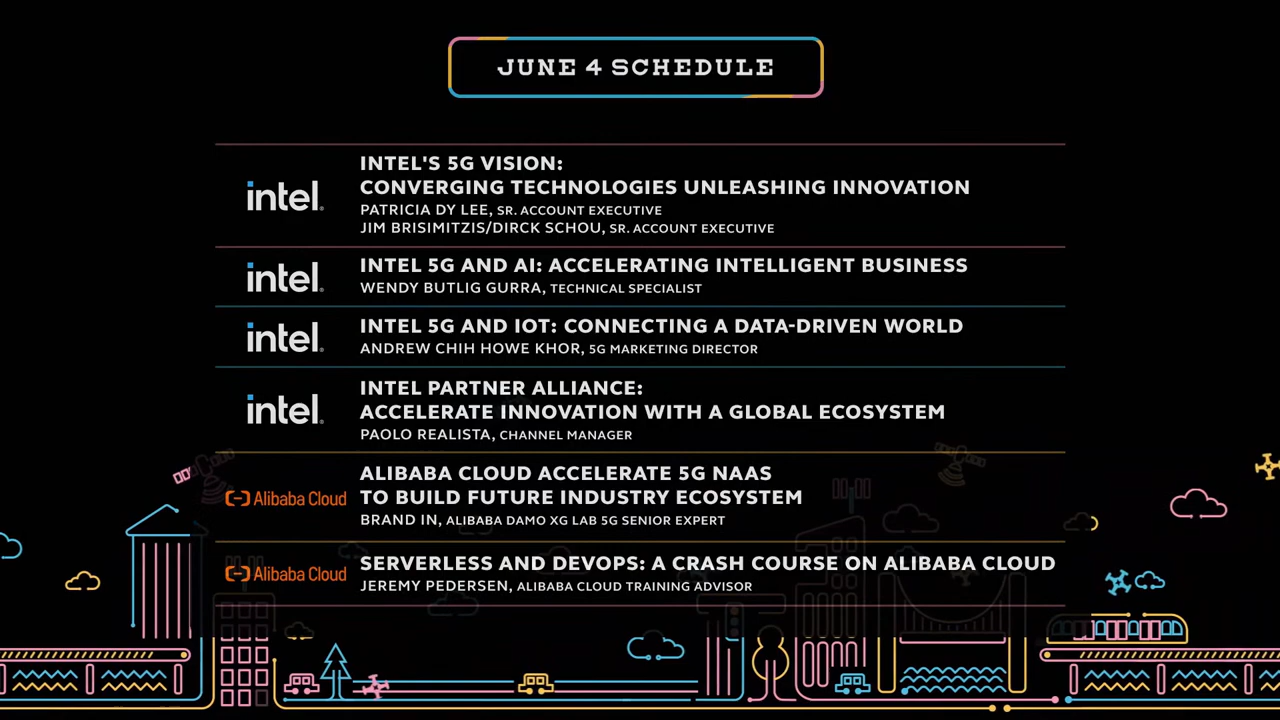 JUNE 4 SCHEDULE
intel.
INTEL'S 5G VISION:
CONVERGING TECHNOLOGIES UNLEASHING INNOVATION
PATRICIA DY LEE, SR. ACCOUNT EXECUTIVE
JIM BRISIMITZIS/DIRCK SCHOU, SR. ACCOUNT EXECUTIVE
intel.
INTEL 5G AND AI: ACCELERATING INTELLIGENT BUSINESS
WENDY BUTLIG GURRA, TECHNICAL SPECIALIST
intel.
INTEL 5G AND IOT: CONNECTING A DATA-DRIVEN WORLD
ANDREW CHIH HOWE KHOR, 5G MARKETING DIRECTOR
intel.
INTEL PARTNER ALLIANCE:
ACCELERATE INNOVATION WITH A GLOBAL ECOSYSTEM
PAOLO REALISTA, CHANNEL MANAGER
Alibaba Cloud
ALIBABA CLOUD ACCELERATE 5G NAAS
TO BUILD FUTURE INDUSTRY ECOSYSTEM
BRAND IN, ALIBABA DAMO XG LAB 5G SENIOR EXPERT
Alibaba Cloud
SERVERLESS AND DEVOPS: A CRASH COURSE ON ALIBABA CLOUD
JEREMY PEDERSEN, ALIBABA CLOUD TRAINING ADVISOR